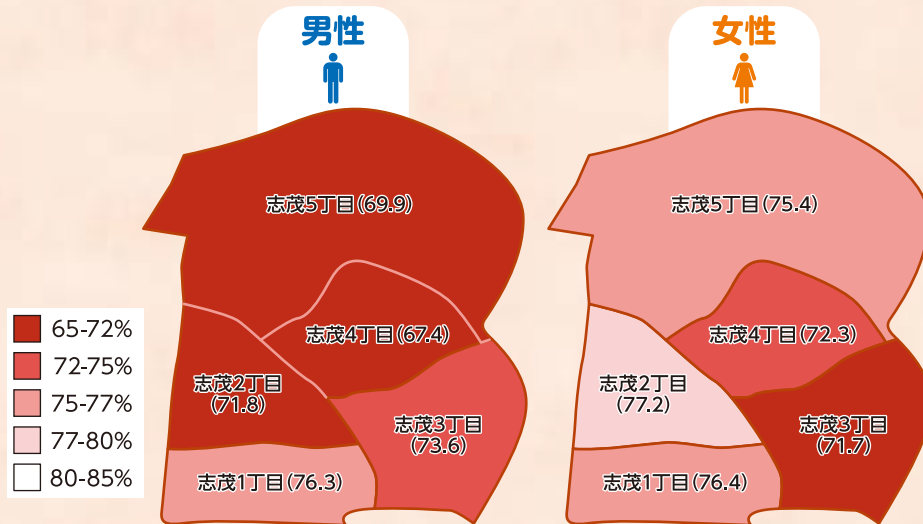 男性
志茂5丁目(69.9)
志茂4丁目(67.4)
志茂2丁目
(71.8)
志茂3丁目
(73.6)
志茂1丁目(76.3)
女性
志茂5丁目(75.4)
志茂4丁目(72.3)
志茂2丁目
(77.2)
志茂3丁目
(71.7)
志茂1丁目(76.4)
65-72%
72-75%
75-77%
77-80%
80-85%